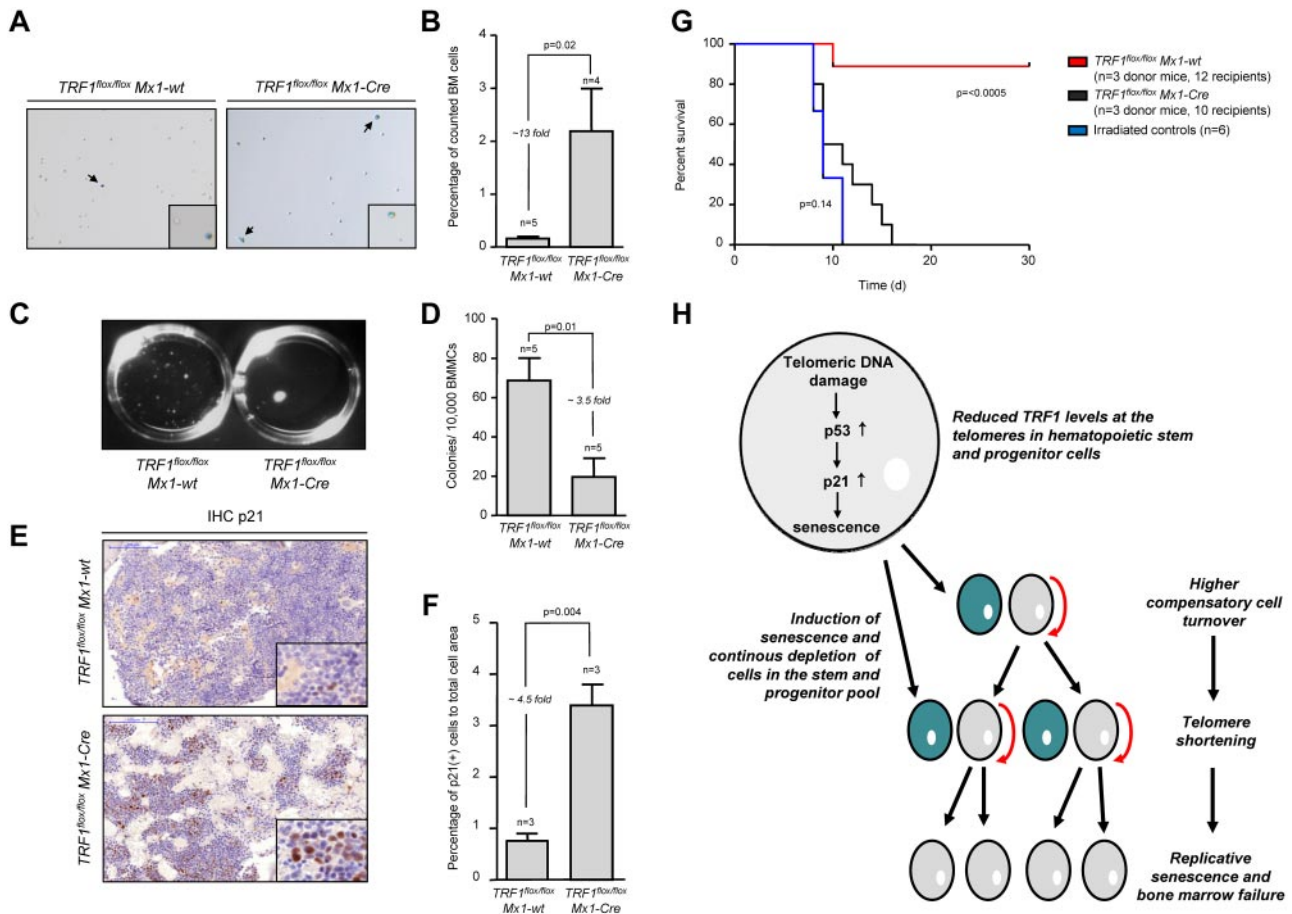 A
TRF1flox/flox Mx1-wt
TRF1flox/flox Mx1-Cre
B
Percentage of counted BM cells
4
3
2
1
0
p=0.02
n=4
~13 fold
n=5
TRF1flox/flox
Mx1-wt
TRF1flox/flox
Mx1-Cre
C
TRF1flox/flox
Mx1-wt
TRF1flox/flox
Mx1-Cre
D
Colonies/ 10,000 BMMCs
100
80
60
40
20
0
p=0.01
n=5
~ 3.5 fold
n=5
TRF1flox/flox
Mx1-wt
TRF1flox/flox
Mx1-Cre
E
IHC p21
TRF1flox/flox Mx1-wt
TRF1flox/flox Mx1-Cre
F
Percentage of p21(+) cells to total cell area
5
4
3
2
1
0
p=0.004
n=3
~ 4.5 fold
n=3
TRF1flox/flox
Mx1-wt
TRF1flox/flox
Mx1-Cre
G
Percent survival
100
80
60
40
20
0
p=<0.0005
p=0.14
0
10
20
30
Time (d)
TRF1flox/flox Mx1-wt
(n=3 donor mice, 12 recipients)
TRF1flox/flox Mx1-Cre
(n=3 donor mice, 10 recipients)
Irradiated controls (n=6)
H
Telomeric DNA
damage
p53 ↑
p21 ↑
senescence
Reduced TRF1 levels at the
telomeres in hematopoietic stem
and progenitor cells
Induction of
senescence and
continous depletion of
cells in the stem and
progenitor pool
Higher
compensatory cell
turnover
Telomere
shortening
Replicative
senescence and
bone marrow failure